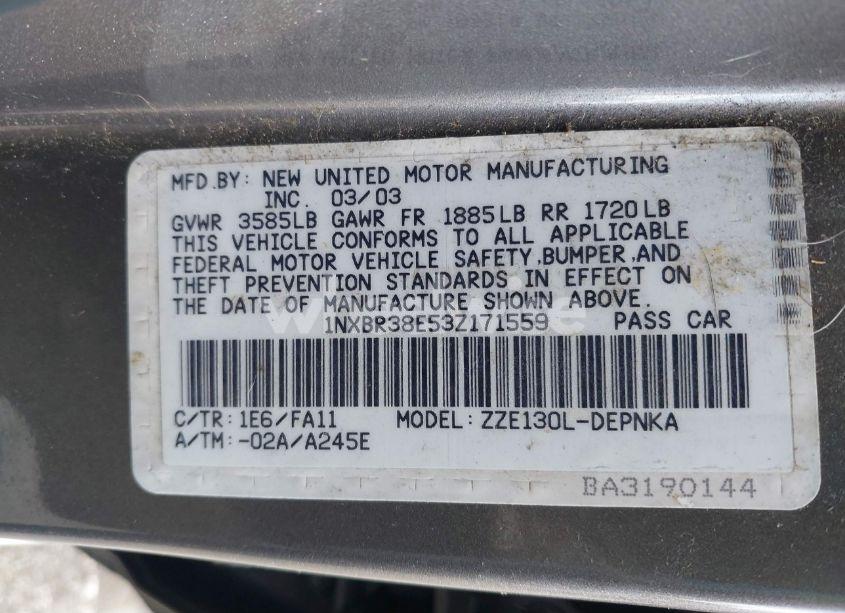 MFD.BY: NEW UNITED MOTOR MANUFACTURING
INC. 03/03
GVWR 3585LB GAWR FR 1885LB RR 1720LB
THIS VEHICLE CONFORMS TO ALL APPLICABLE
FEDERAL MOTOR VEHICLE SAFETY,BUMPER,AND
THEFT PREVENTION STANDARDS IN EFFECT ON
THE DATE OF MANUFACTURE SHOWN ABOVE.
1NXBR38E53Z171559 PASS CAR
C/TR: 1E6/FA11 MODEL: ZZE130L-DEPNKA
A/TM: -02A/A245E
BA3190144